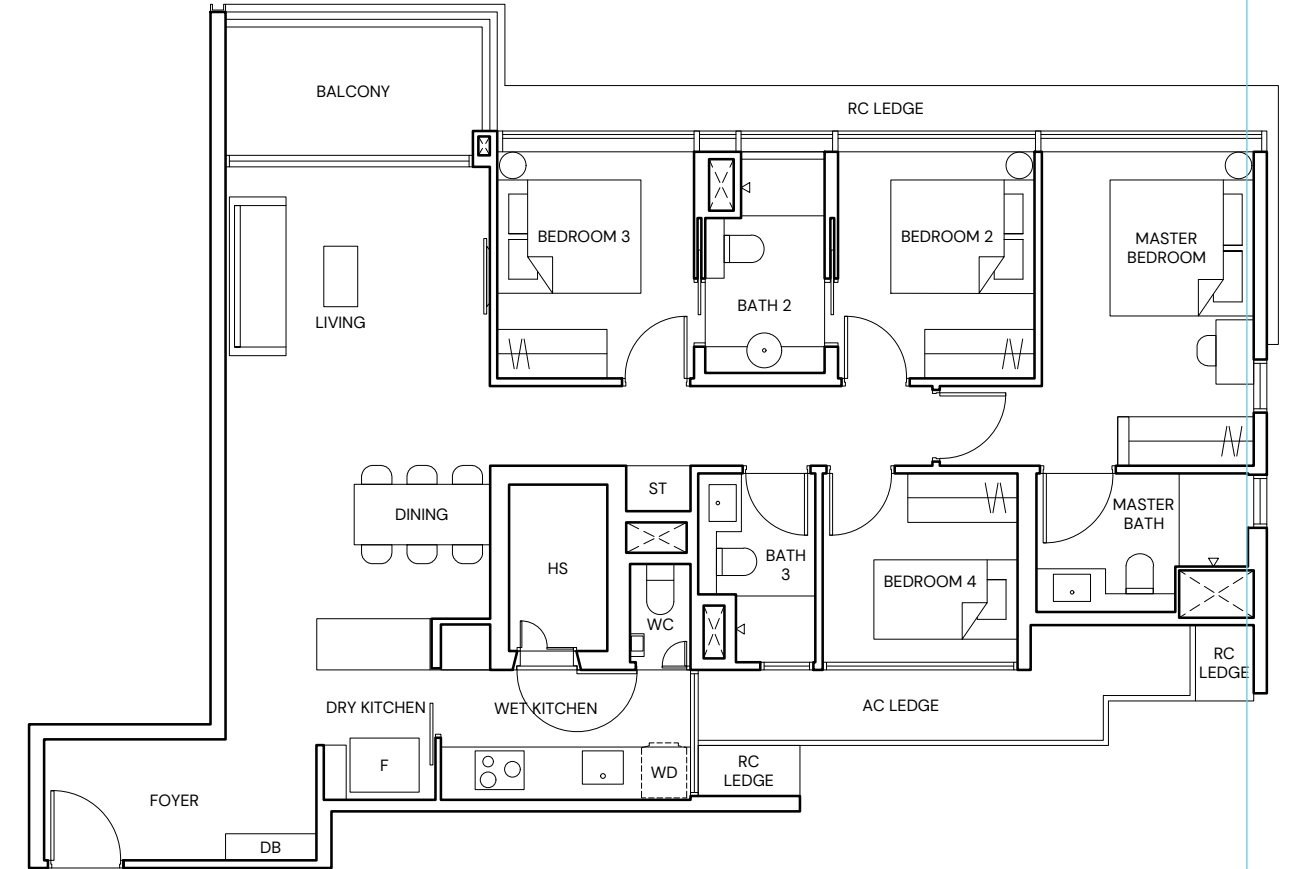 BALCONY
RC LEDGE
BEDROOM 3
BEDROOM 2
MASTER
BEDROOM
BATH 2
LIVING
ST
DINING
MASTER
BATH
HS
BATH
3
BEDROOM 4
WC
RC
LEDGE
DRY KITCHEN
WET KITCHEN
AC LEDGE
F
WD
RC
LEDGE
FOYER
DB